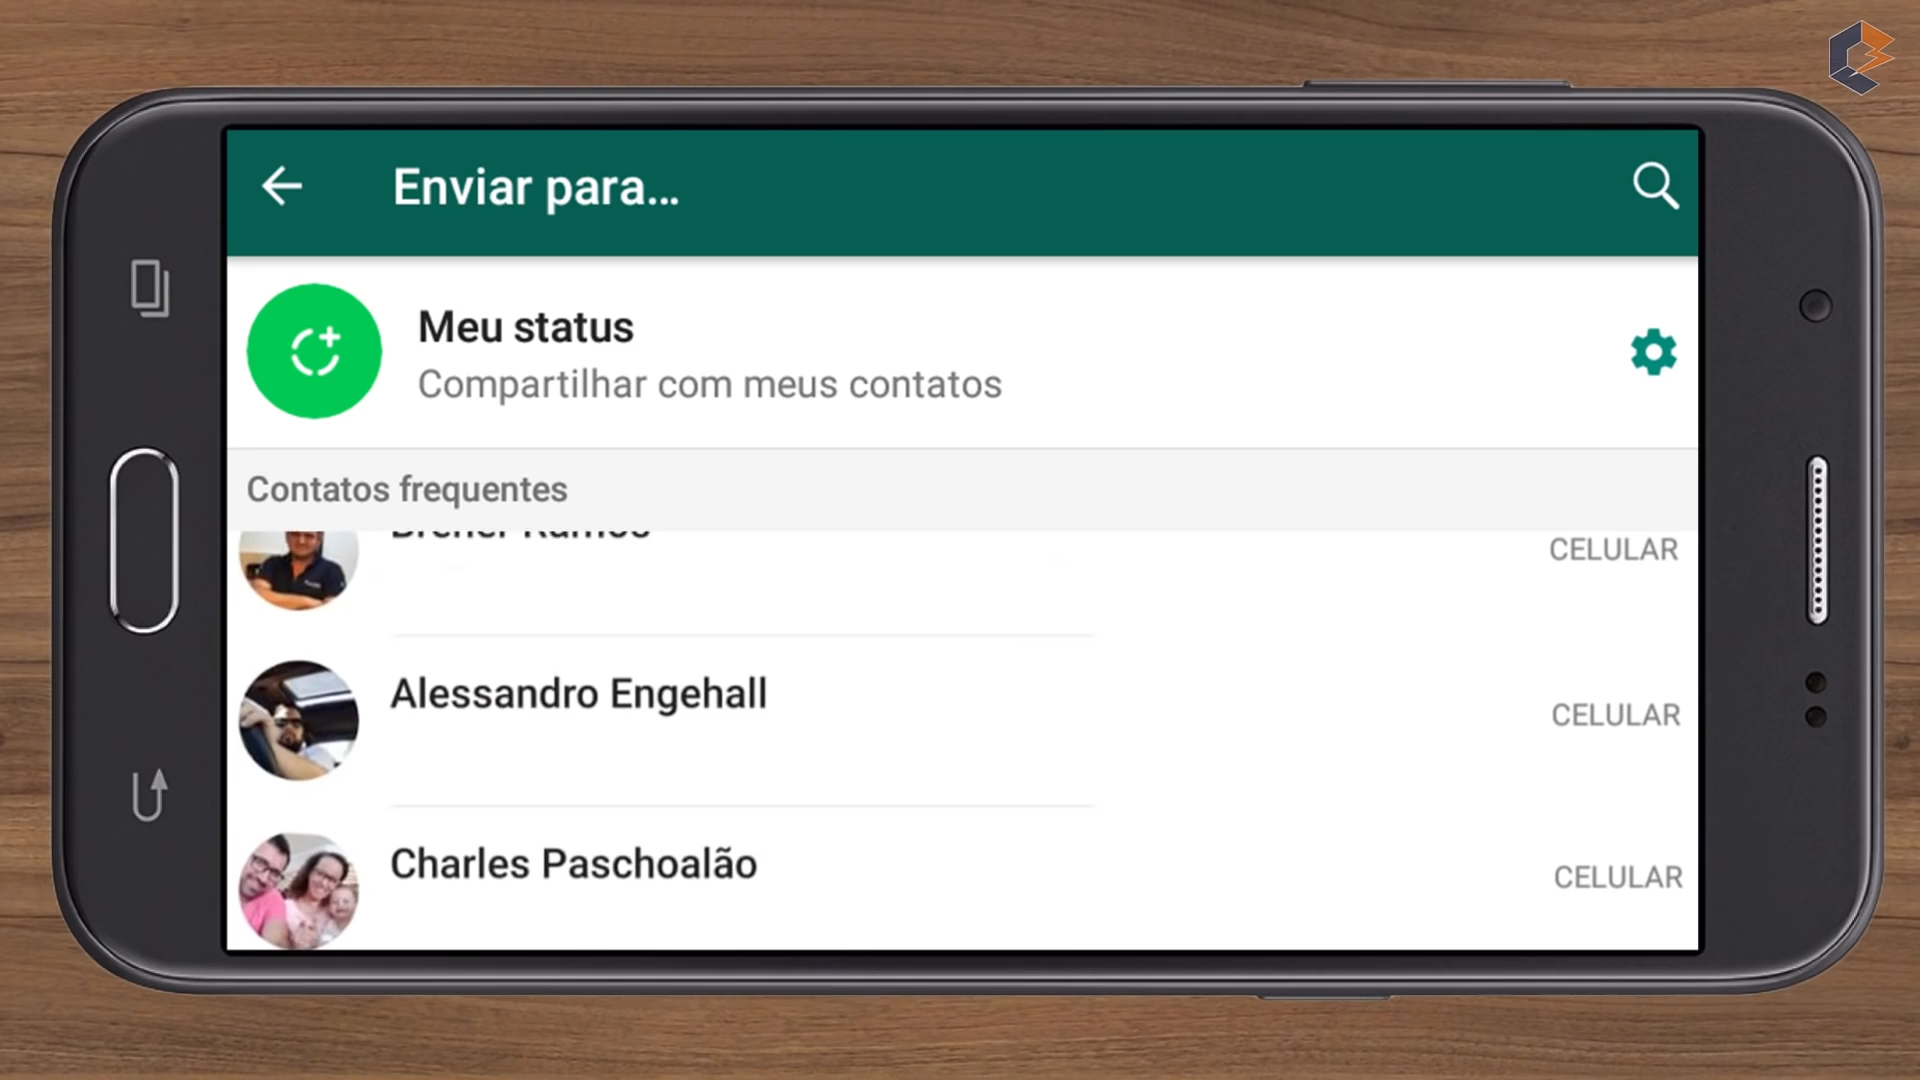 Enviar para...
Meu status
Compartilhar com meus contatos
Contatos frequentes
CELULAR
Alessandro Engehall
CELULAR
Charles Paschoalão
CELULAR